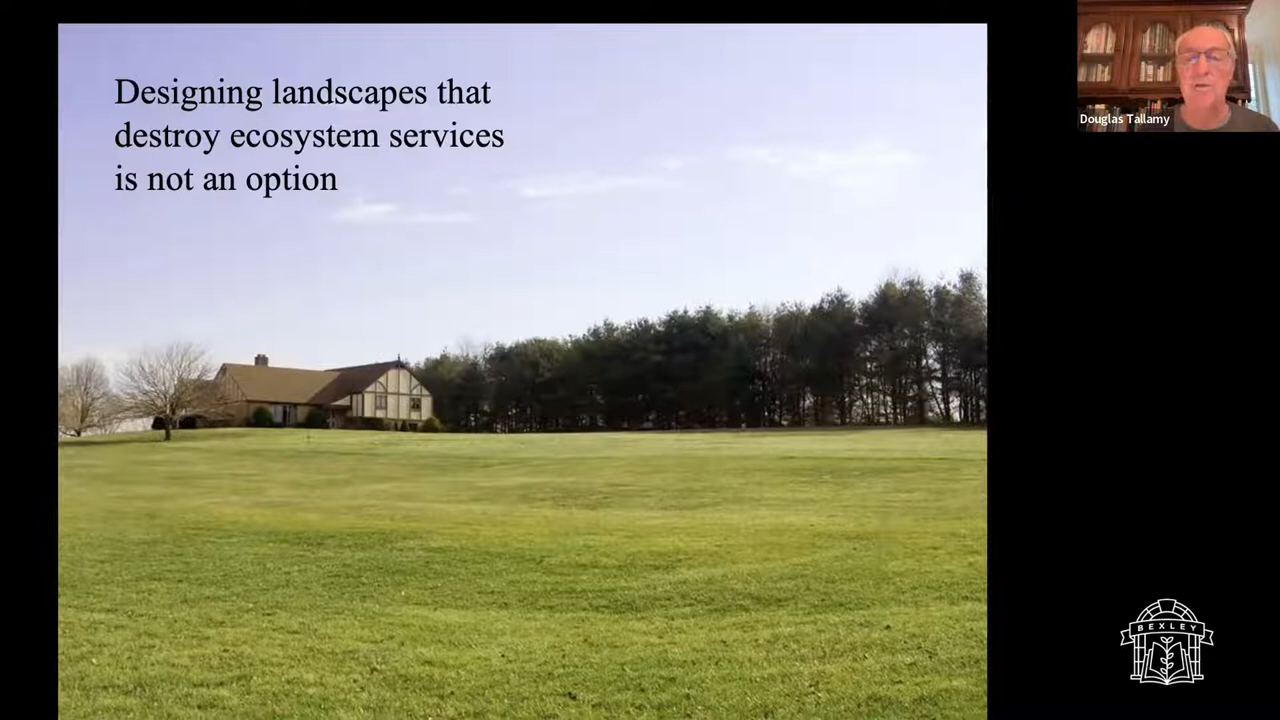 Designing landscapes that
destroy ecosystem services
is not an option
Douglas Tallamy
BEXLEY